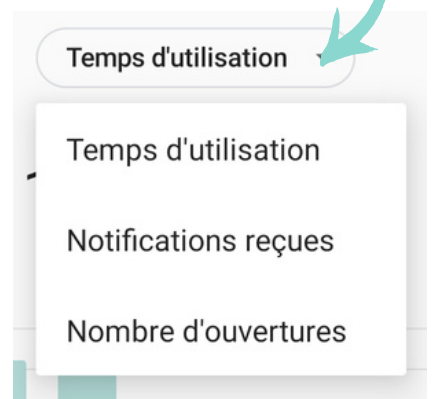 Temps d'utilisation
Temps d'utilisation
Notifications reçues
Nombre d'ouvertures